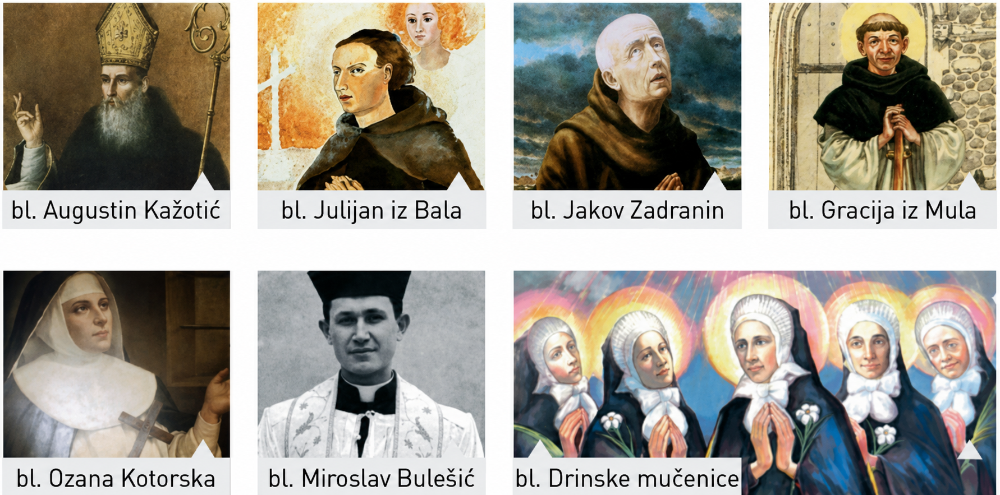 bl. Augustin Kažotić
bl. Julijan iz Bala
bl. Jakov Zadranin
bl. Gracija iz Mula
bl. Ozana Kotorska
bl. Miroslav Bulešić
bl. Drinske mučenice